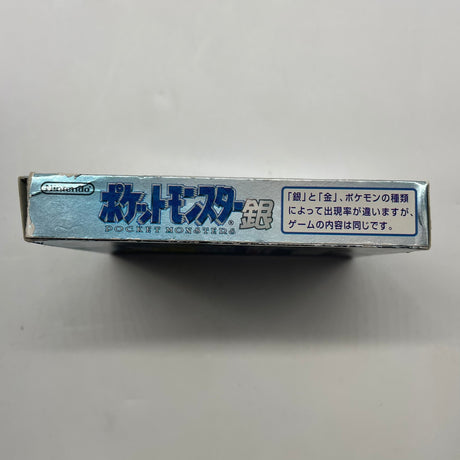 Nintendo
ポケットモンスター銀
POCKET MONSTERS
「銀」と「金」、ポケモンの種類
によって出現率が違いますが、
ゲームの内容は同じです。